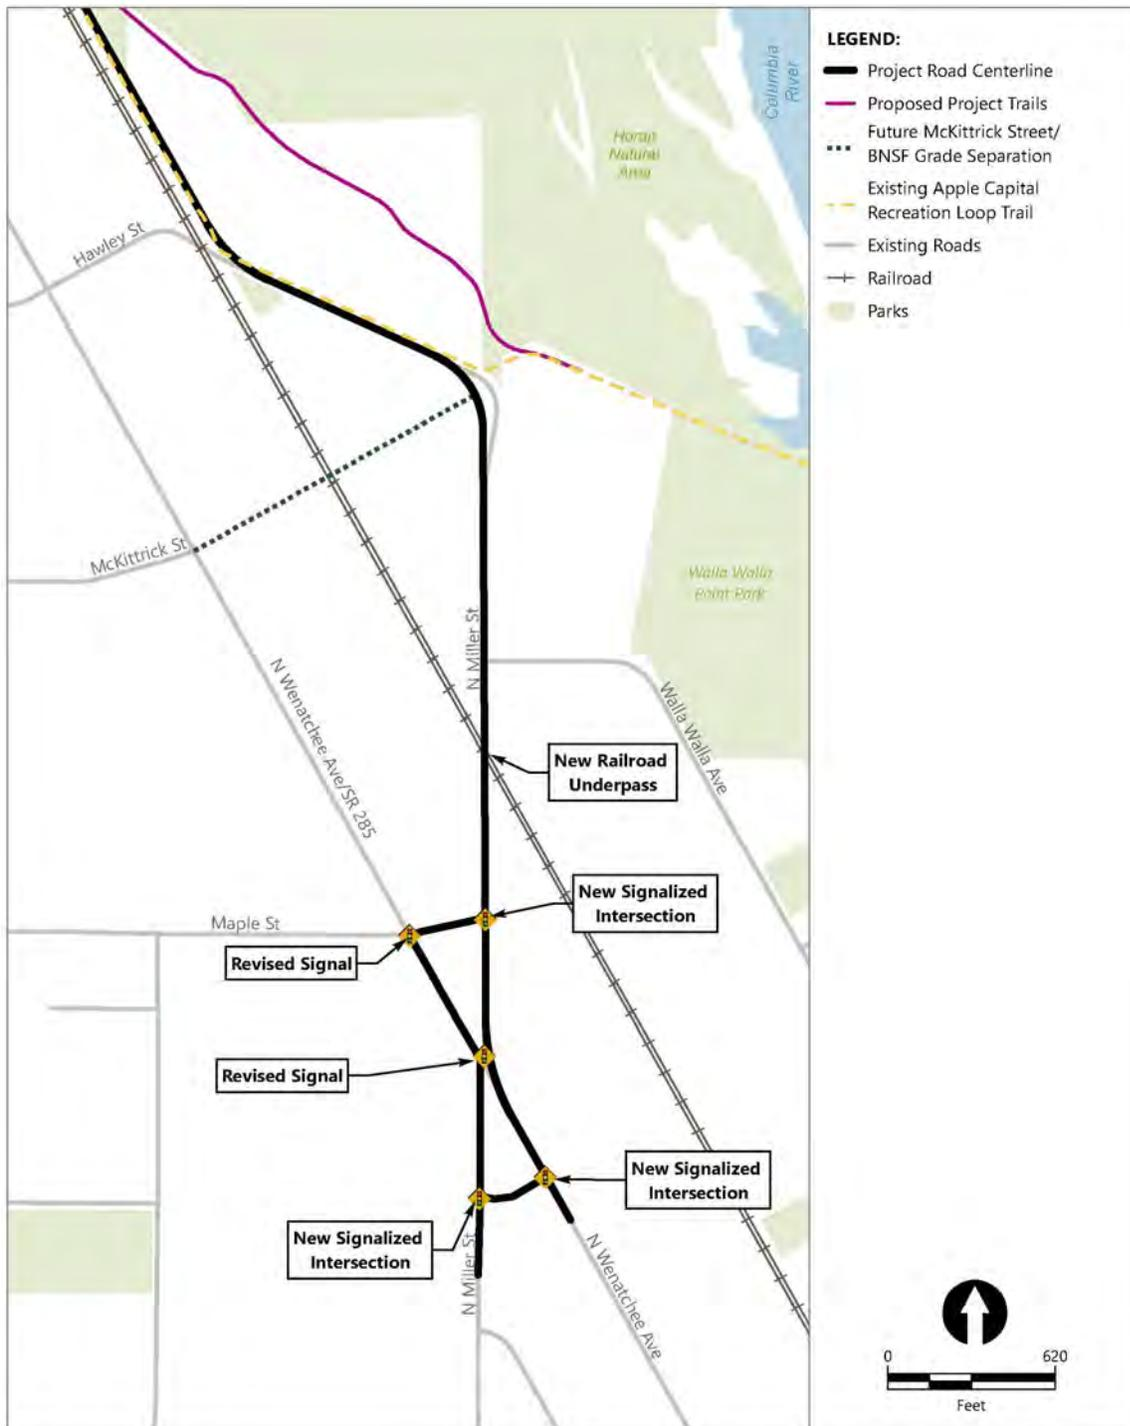 LEGEND:
Project Road Centerline
Proposed Project Trails
Future McKittrick Street/
BNSF Grade Separation
Existing Apple Capital
Recreation Loop Trail
Existing Roads
Railroad
Parks
Columbia
River
Horan
Natural
Area
Hawley St
McKittrick St
Walla Walla
Point Park
N Miller St
N Wenatchee Ave/SR 285
Walla Walla Ave
New Railroad
Underpass
New Signalized
Intersection
Maple St
Revised Signal
Revised Signal
New Signalized
Intersection
New Signalized
Intersection
N Miller St
N Wenatchee Ave
0 620
Feet